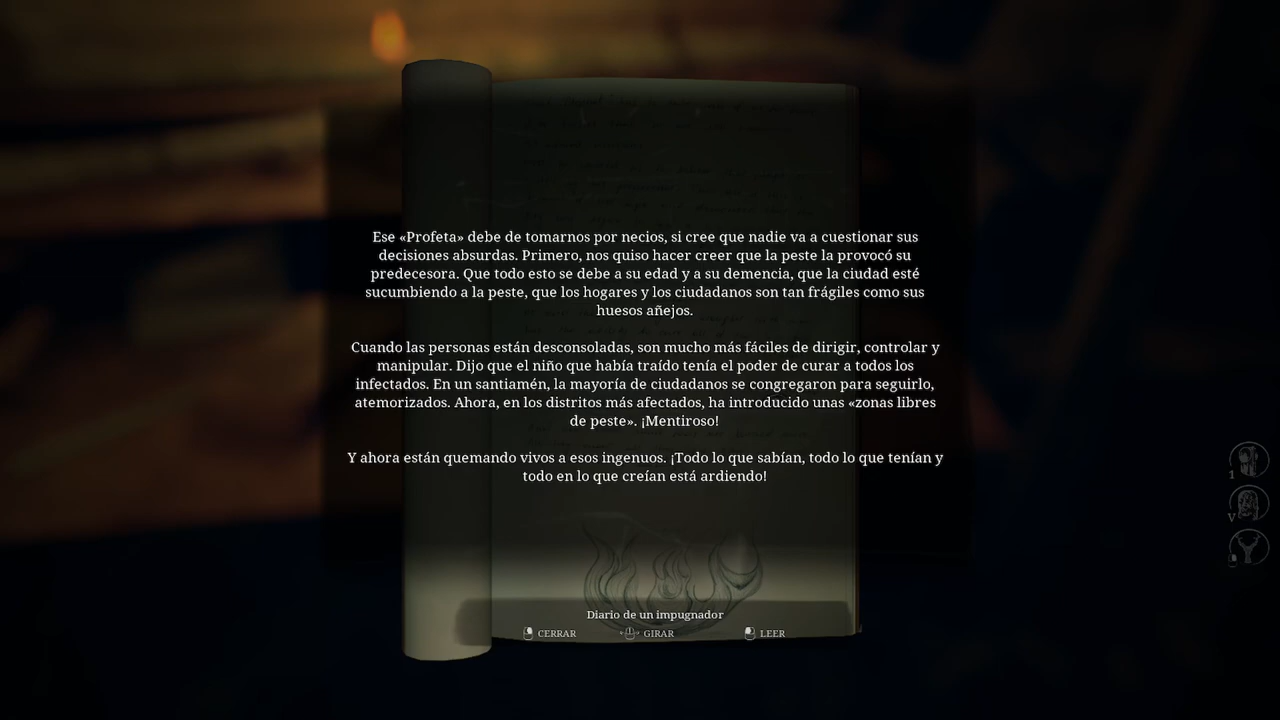 Ese «Profeta» debe de tomarnos por necios, si cree que nadie va a cuestionar sus
decisiones absurdas. Primero, nos quiso hacer creer que la peste la provocó su
predecesora. Que todo esto se debe a su edad y a su demencia, que la ciudad esté
sucumbiendo a la peste, que los hogares y los ciudadanos son tan frágiles como sus
huesos añejos.
Cuando las personas están desconsoladas, son mucho más fáciles de dirigir, controlar y
manipular. Dijo que el niño que había traído tenía el poder de curar a todos los
infectados. En un santiamén, la mayoría de ciudadanos se congregaron para seguirlo,
atemorizados. Ahora, en los distritos más afectados, ha introducido unas «zonas libres
de peste». ¡Mentiroso!
Y ahora están quemando vivos a esos ingenuos. ¡Todo lo que sabían, todo lo que tenían y
todo en lo que creían está ardiendo!
Diario de un impugnador
CERRAR GIRAR LEER
1
V